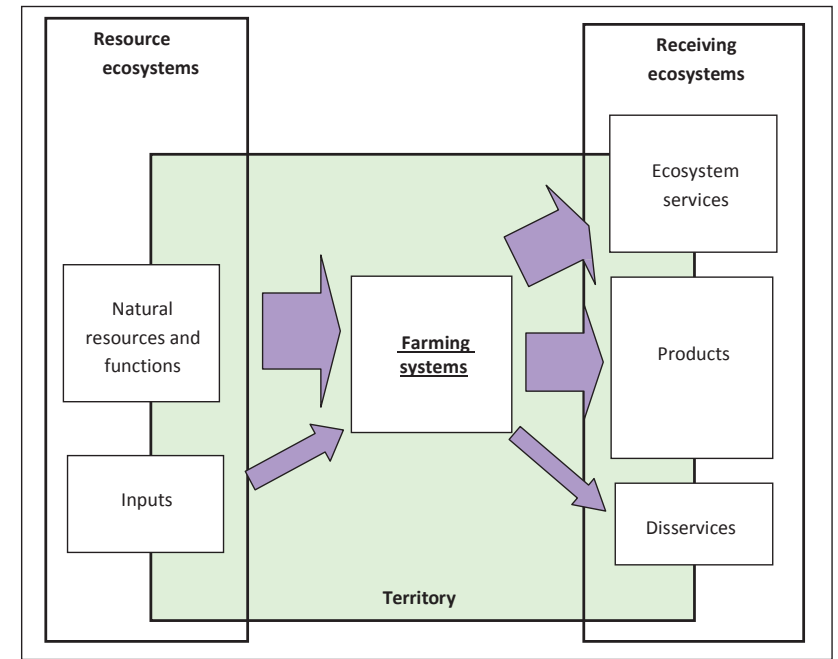 Resource
ecosystems
Receiving
ecosystems
Ecosystem
services
Natural
resources and
functions
Farming
systems
Products
Inputs
Disservices
Territory